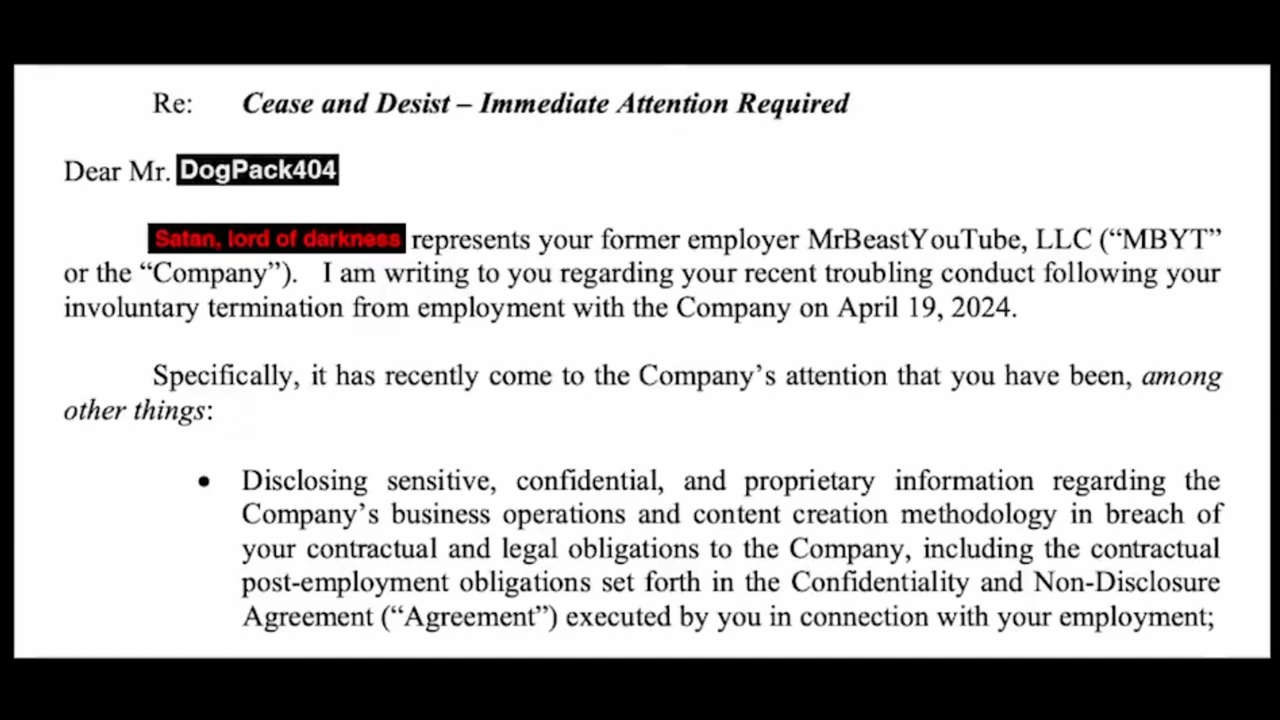 Re: Cease and Desist – Immediate Attention Required
Dear Mr. DogPack404
Satan, lord of darkness represents your former employer MrBeastYouTube, LLC (“MBYT”
or the “Company”). I am writing to you regarding your recent troubling conduct following your
involuntary termination from employment with the Company on April 19, 2024.
Specifically, it has recently come to the Company’s attention that you have been, among
other things:
• Disclosing sensitive, confidential, and proprietary information regarding the
Company’s business operations and content creation methodology in breach of
your contractual and legal obligations to the Company, including the contractual
post-employment obligations set forth in the Confidentiality and Non-Disclosure
Agreement (“Agreement”) executed by you in connection with your employment;